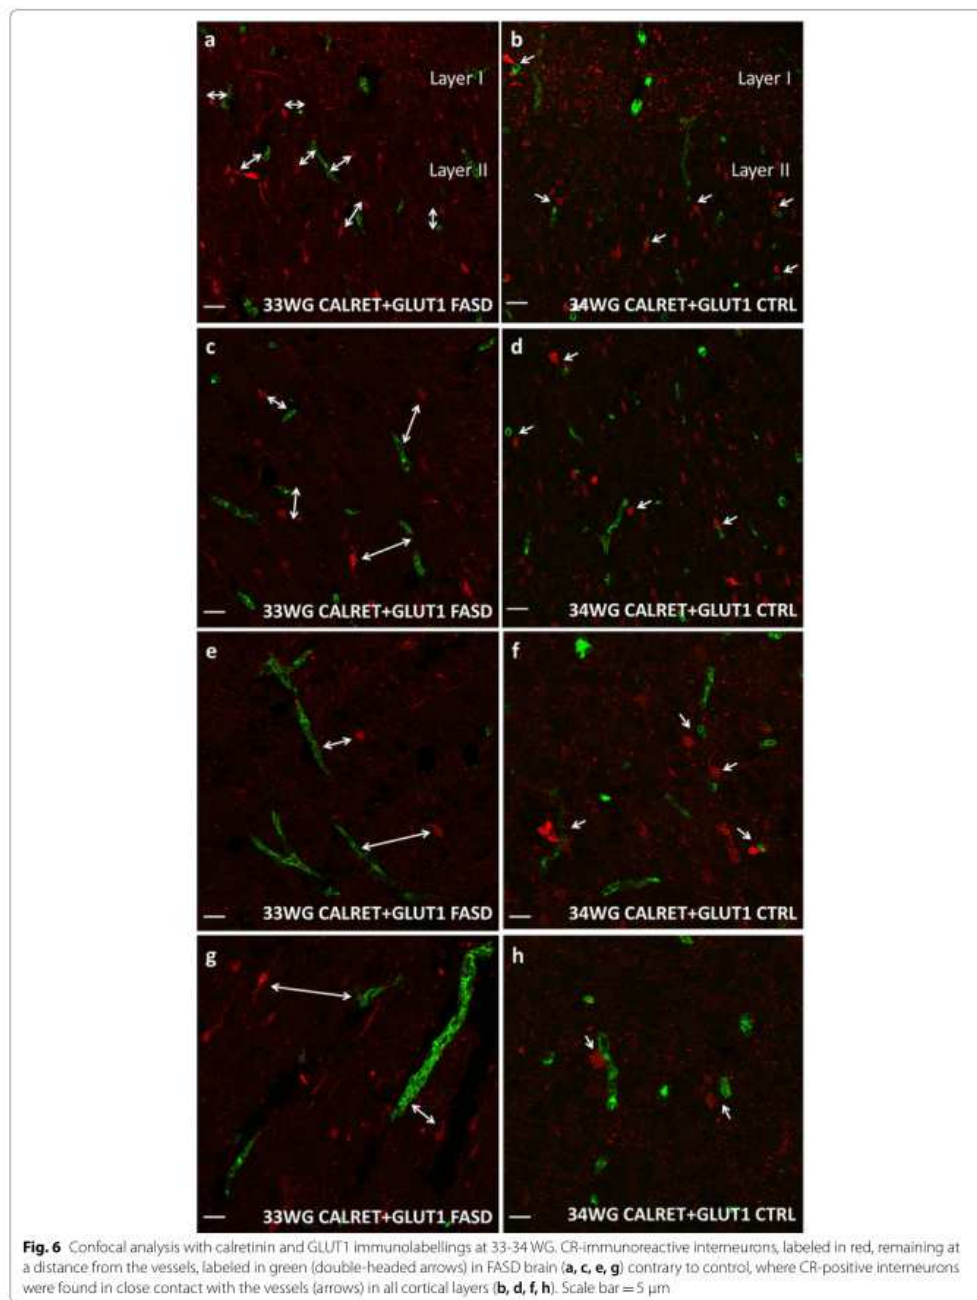 a
Layer I
Layer II
33WG CALRET+GLUT1 FASD
b
Layer I
Layer II
34WG CALRET+GLUT1 CTRL
c
33WG CALRET+GLUT1 FASD
d
34WG CALRET+GLUT1 CTRL
e
33WG CALRET+GLUT1 FASD
f
34WG CALRET+GLUT1 CTRL
g
33WG CALRET+GLUT1 FASD
h
34WG CALRET+GLUT1 CTRL
Fig. 6 Confocal analysis with calretinin and GLUT1 immunolabellings at 33-34 WG. CR-immunoreactive interneurons, labeled in red, remaining at
a distance from the vessels, labeled in green (double-headed arrows) in FASD brain (a, c, e, g) contrary to control, where CR-positive interneurons
were found in close contact with the vessels (arrows) in all cortical layers (b, d, f, h). Scale bar = 5 μm